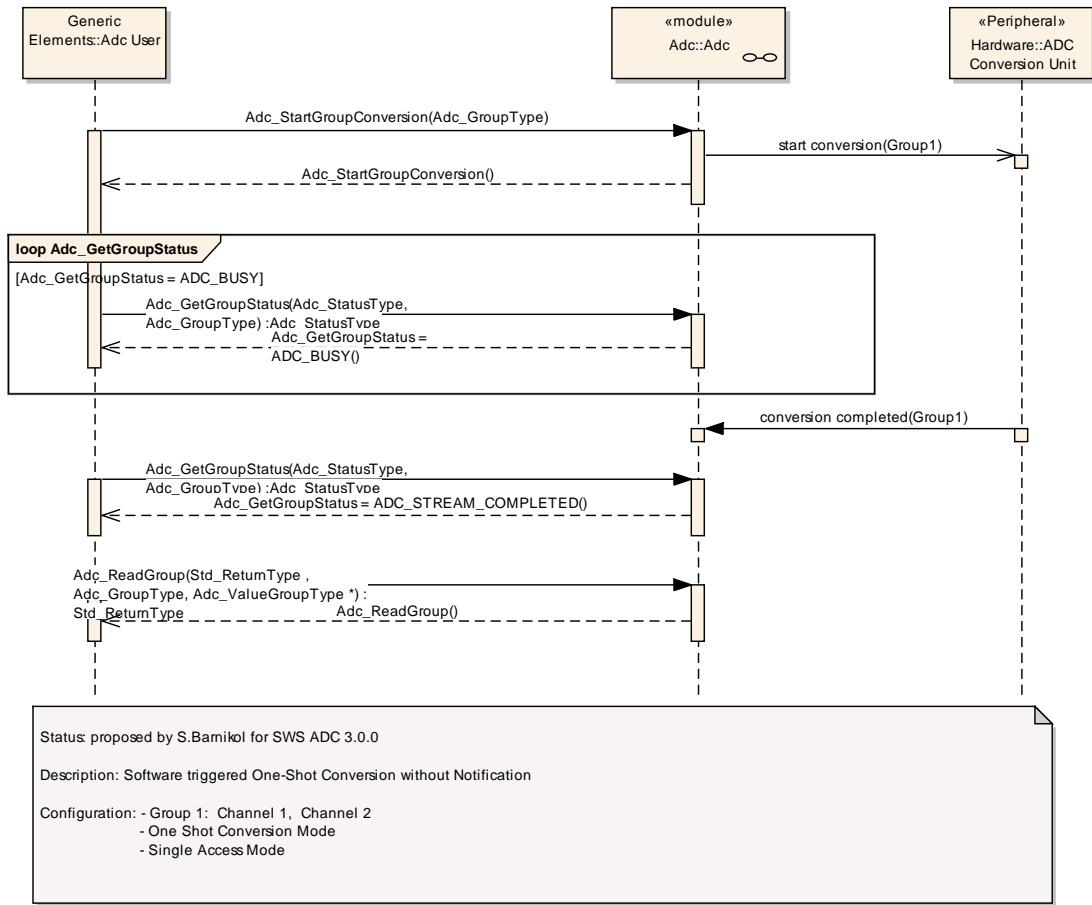 Generic
Elements::Adc User
«module»
Adc::Adc
«Peripheral»
Hardware::ADC
Conversion Unit
Adc_StartGroupConversion(Adc_GroupType)
start conversion(Group1)
Adc_StartGroupConversion()
loop Adc_GetGroupStatus
[Adc_GetGroupStatus = ADC_BUSY]
Adc_GetGroupStatus(Adc_StatusType,
Adc_GroupType) :Adc_StatusType
Adc_GetGroupStatus =
ADC_BUSY()
conversion completed(Group1)
Adc_GetGroupStatus(Adc_StatusType,
Adc_GroupType) :Adc_StatusType
Adc_GetGroupStatus = ADC_STREAM_COMPLETED()
Adc_ReadGroup(Std_ReturnType ,
Adc_GroupType, Adc_ValueGroupType *) :
Std_ReturnType
Adc_ReadGroup()
Status: proposed by S.Barnikol for SWS ADC 3.0.0
Description: Software triggered One-Shot Conversion without Notification
Configuration: - Group 1: Channel 1, Channel 2
- One Shot Conversion Mode
- Single Access Mode